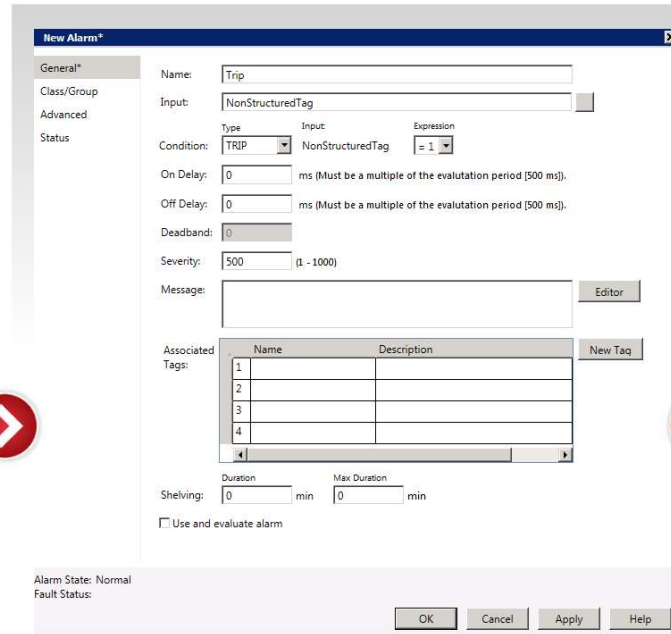 New Alarm*
General*
Class/Group
Advanced
Status
Name: Trip
Input: NonStructuredTag
Type Input: Expression
Condition: TRIP NonStructuredTag = 1
On Delay: 0 ms (Must be a multiple of the evalutation period [500 ms]).
Off Delay: 0 ms (Must be a multiple of the evalutation period [500 ms]).
Deadband: 0
Severity: 500 (1 - 1000)
Message: Editor
Associated Tags: Name Description New Tag
1
2
3
4
Duration Max Duration
Shelving: 0 min 0 min
Use and evaluate alarm
Alarm State: Normal
Fault Status:
OK Cancel Apply Help